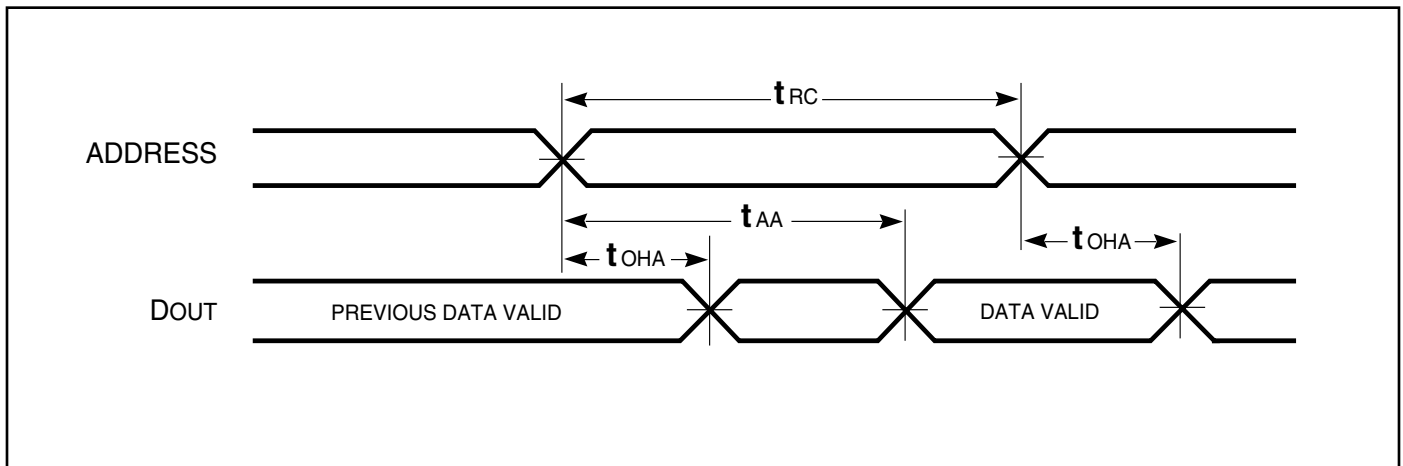 tRC
ADDRESS
tAA
tOHA
tOHA
DOUT
PREVIOUS DATA VALID
DATA VALID